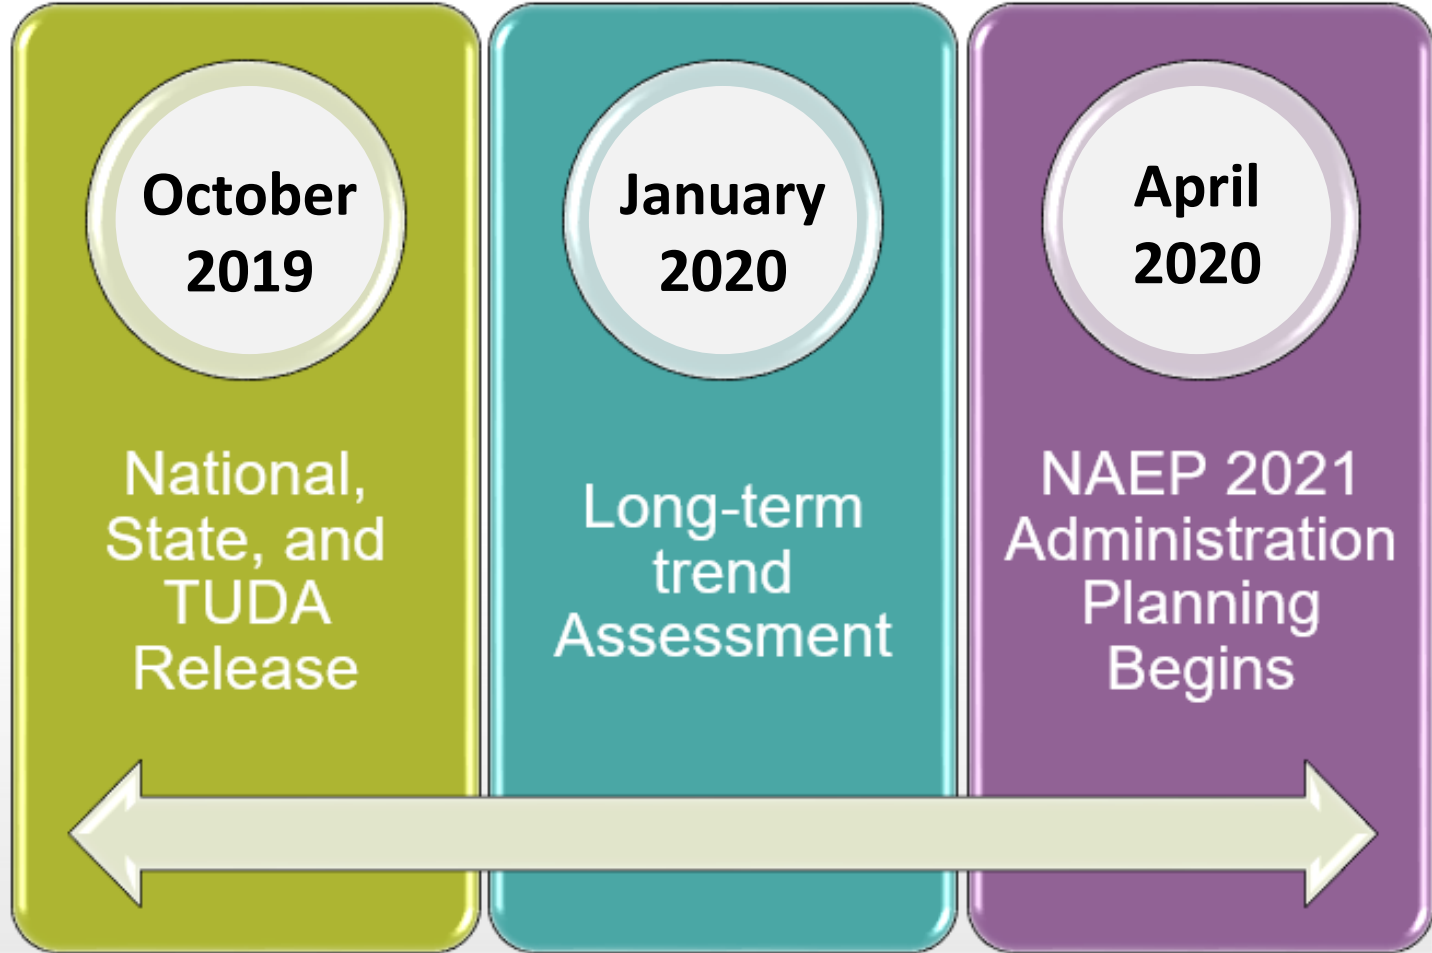 October
2019
National,
State, and
TUDA
Release
January
2020
Long-term
trend
Assessment
April
2020
NAEP 2021
Administration
Planning
Begins